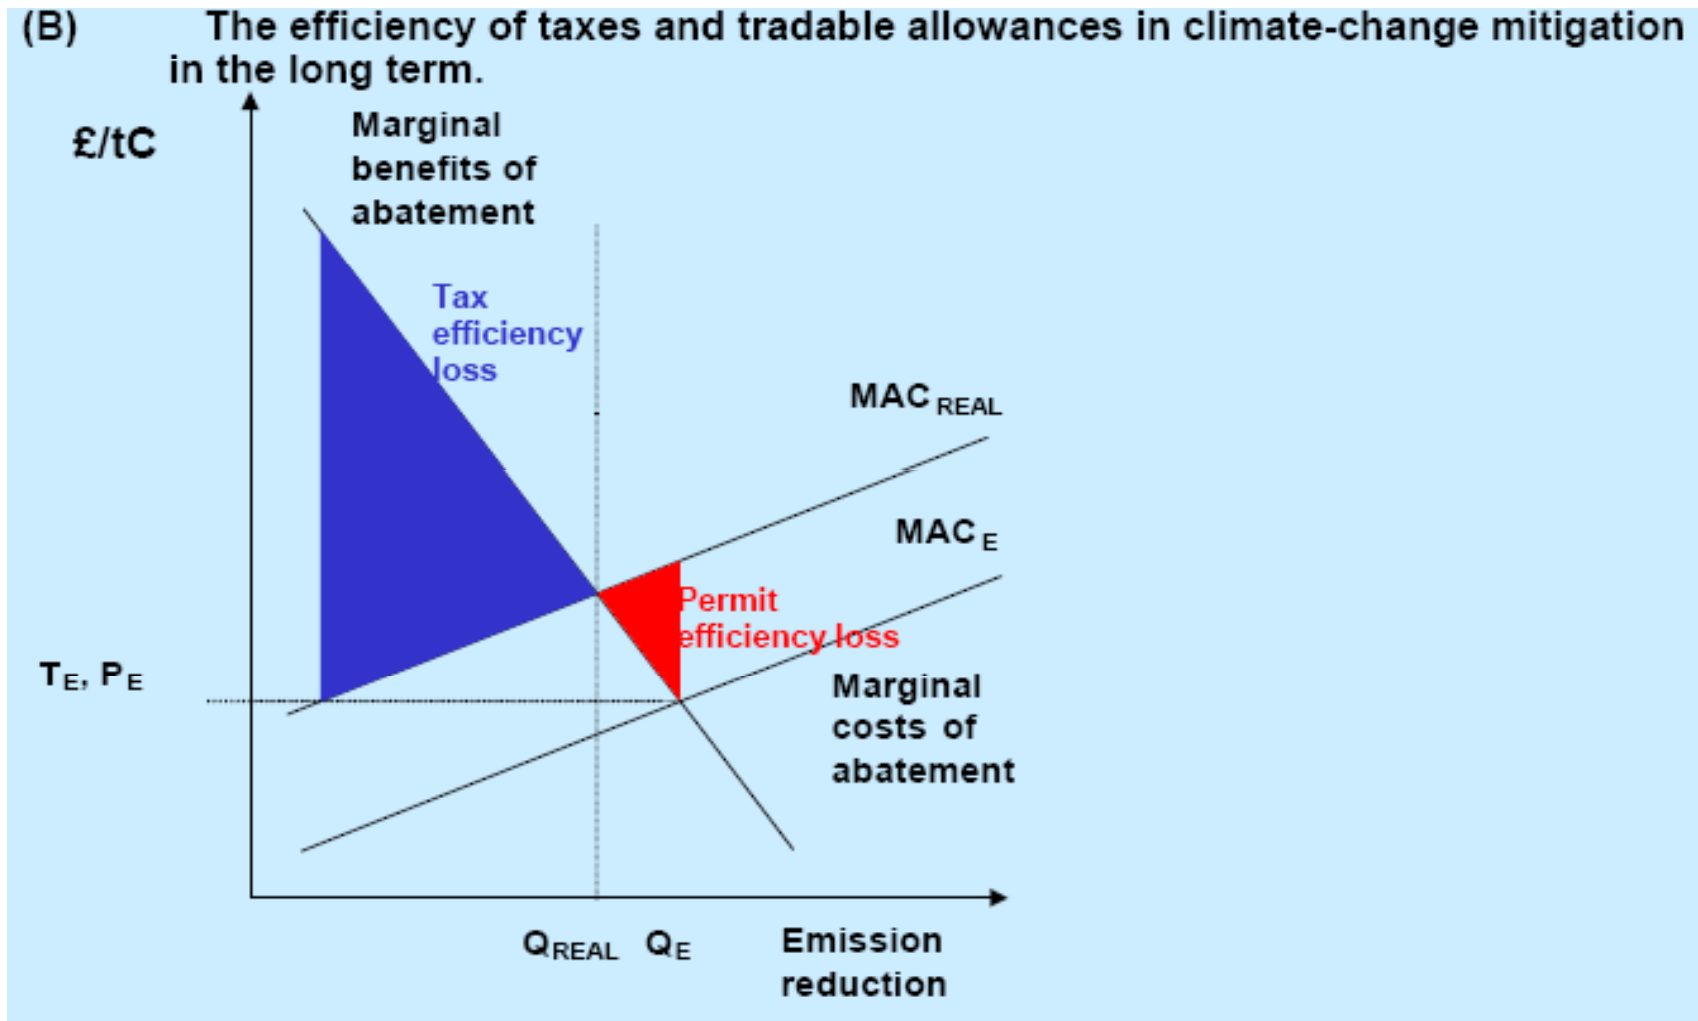 (B) The efficiency of taxes and tradable allowances in climate-change mitigation
in the long term.
£/tC
Marginal
benefits of
abatement
Tax
efficiency
loss
MAC REAL
MAC E
Permit
efficiency loss
TE, PE
Marginal
costs of
abatement
QREAL QE
Emission
reduction